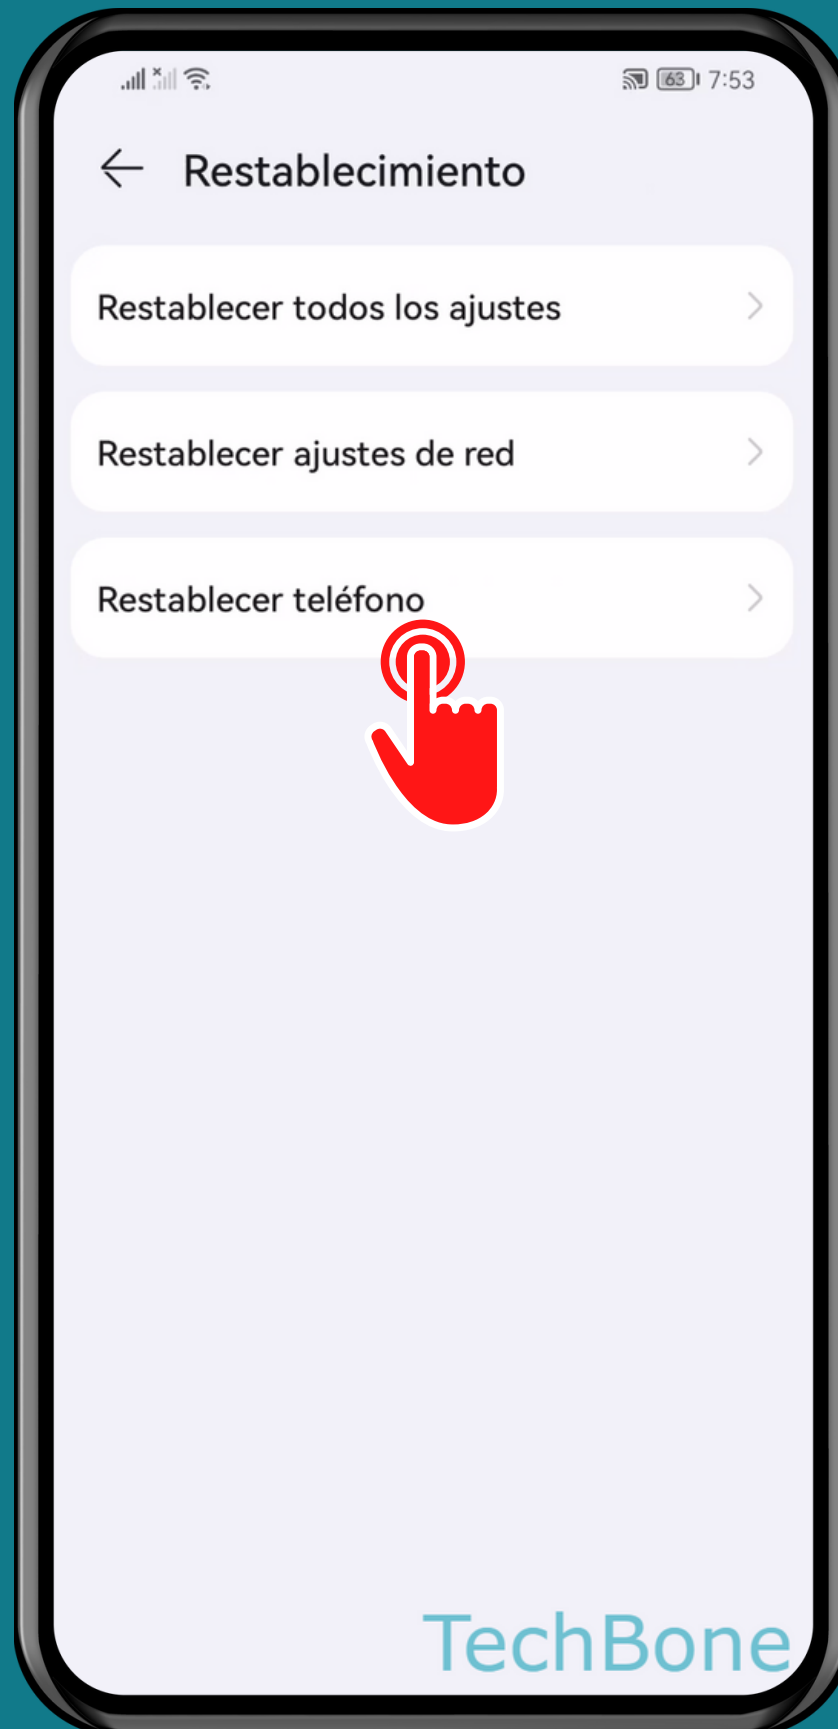 63 7:53
Restablecimiento
Restablecer todos los ajustes
Restablecer ajustes de red
Restablecer teléfono
TechBone